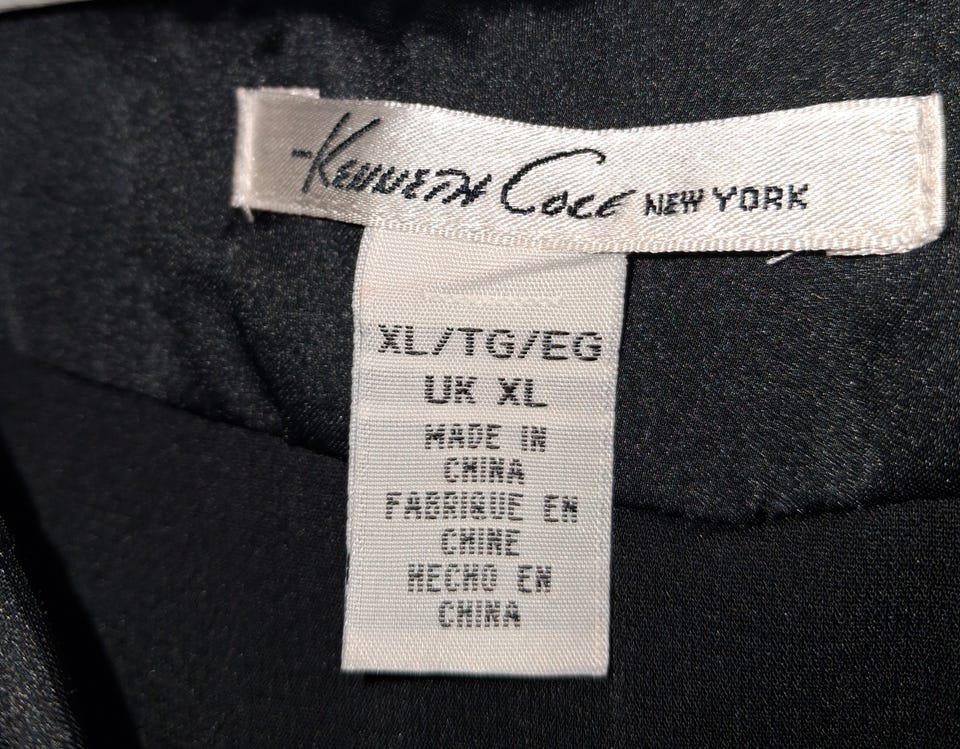 -Kenneth Cole NEW YORK
XL/TG/EG
UK XL
MADE IN
CHINA
FABRIQUE EN
CHINE
HECHO EN
CHINA